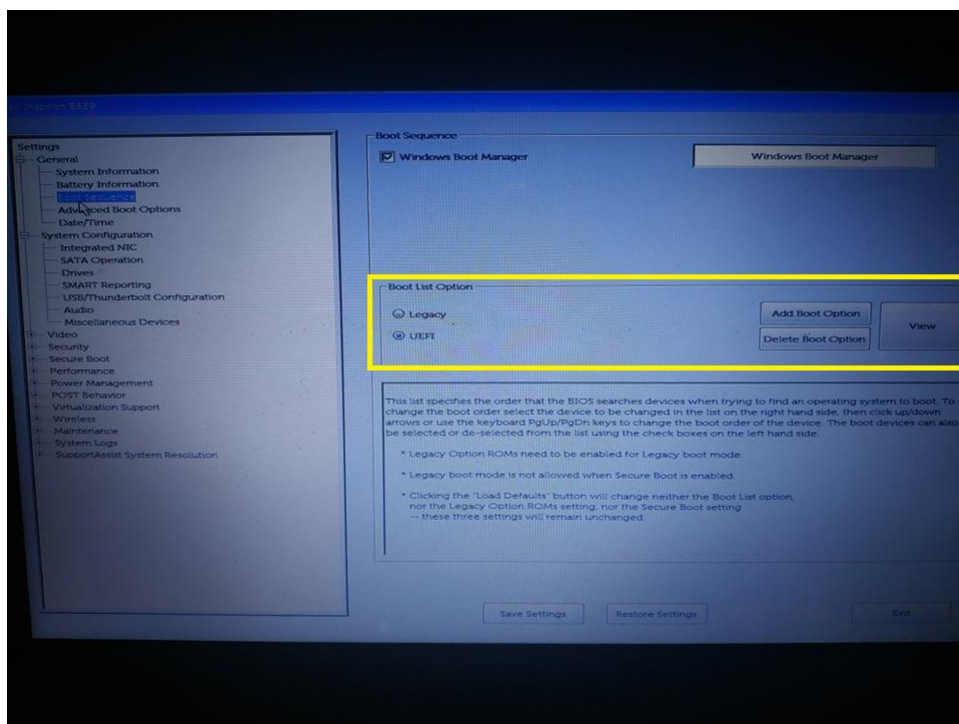 Inspiron 5559
Settings
General
System Information
Battery Information
Boot Sequence
Advanced Boot Options
Date/Time
System Configuration
Integrated NIC
SATA Operation
Drives
SMART Reporting
USB/Thunderbolt Configuration
Audio
Miscellaneous Devices
Video
Security
Secure Boot
Performance
Power Management
POST Behavior
Virtualization Support
Wireless
Maintenance
System Logs
SupportAssist System Resolution
Boot Sequence
Windows Boot Manager
Windows Boot Manager
Boot List Option
Legacy
UEFI
Add Boot Option
Delete Boot Option
View
This list specifies the order that the BIOS searches devices when trying to find an operating system to boot. To
change the boot order select the device to be changed in the list on the right hand side, then click up/down
arrows or use the keyboard PgUp/PgDn keys to change the boot order of the device. The boot devices can also
be selected or de-selected from the list using the check boxes on the left hand side.
* Legacy Option ROMs need to be enabled for Legacy boot mode.
* Legacy boot mode is not allowed when Secure Boot is enabled.
* Clicking the "Load Defaults" button will change neither the Boot List option,
nor the Legacy Option ROMs setting, nor the Secure Boot setting
-- these three settings will remain unchanged.
Save Settings
Restore Settings
Exit